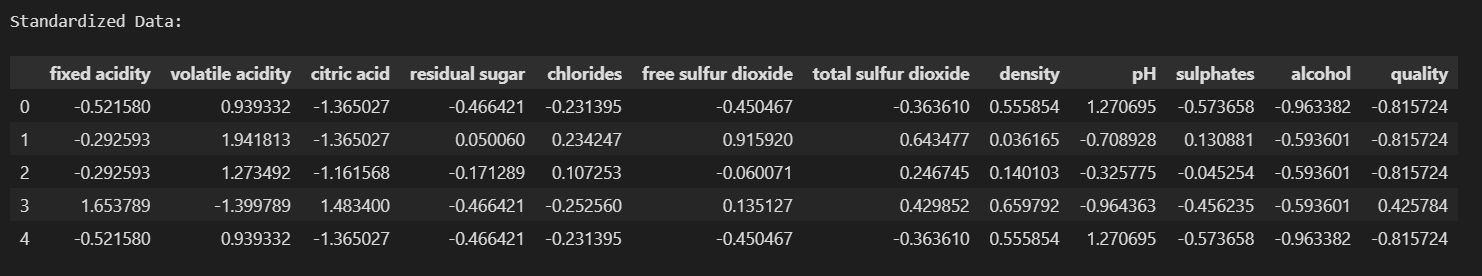 Standardized Data:
fixed acidity volatile acidity citric acid residual sugar chlorides free sulfur dioxide total sulfur dioxide density pH sulphates alcohol quality
0 -0.521580 0.939332 -1.365027 -0.466421 -0.231395 -0.450467 -0.363610 0.555854 1.270695 -0.573658 -0.963382 -0.815724
1 -0.292593 1.941813 -1.365027 0.050060 0.234247 0.915920 0.643477 0.036165 -0.708928 0.130881 -0.593601 -0.815724
2 -0.292593 1.273492 -1.161568 -0.171289 0.107253 -0.060071 0.246745 0.140103 -0.325775 -0.045254 -0.593601 -0.815724
3 1.653789 -1.399789 1.483400 -0.466421 -0.252560 0.135127 0.429852 0.659792 -0.964363 -0.456235 -0.593601 0.425784
4 -0.521580 0.939332 -1.365027 -0.466421 -0.231395 -0.450467 -0.363610 0.555854 1.270695 -0.573658 -0.963382 -0.815724